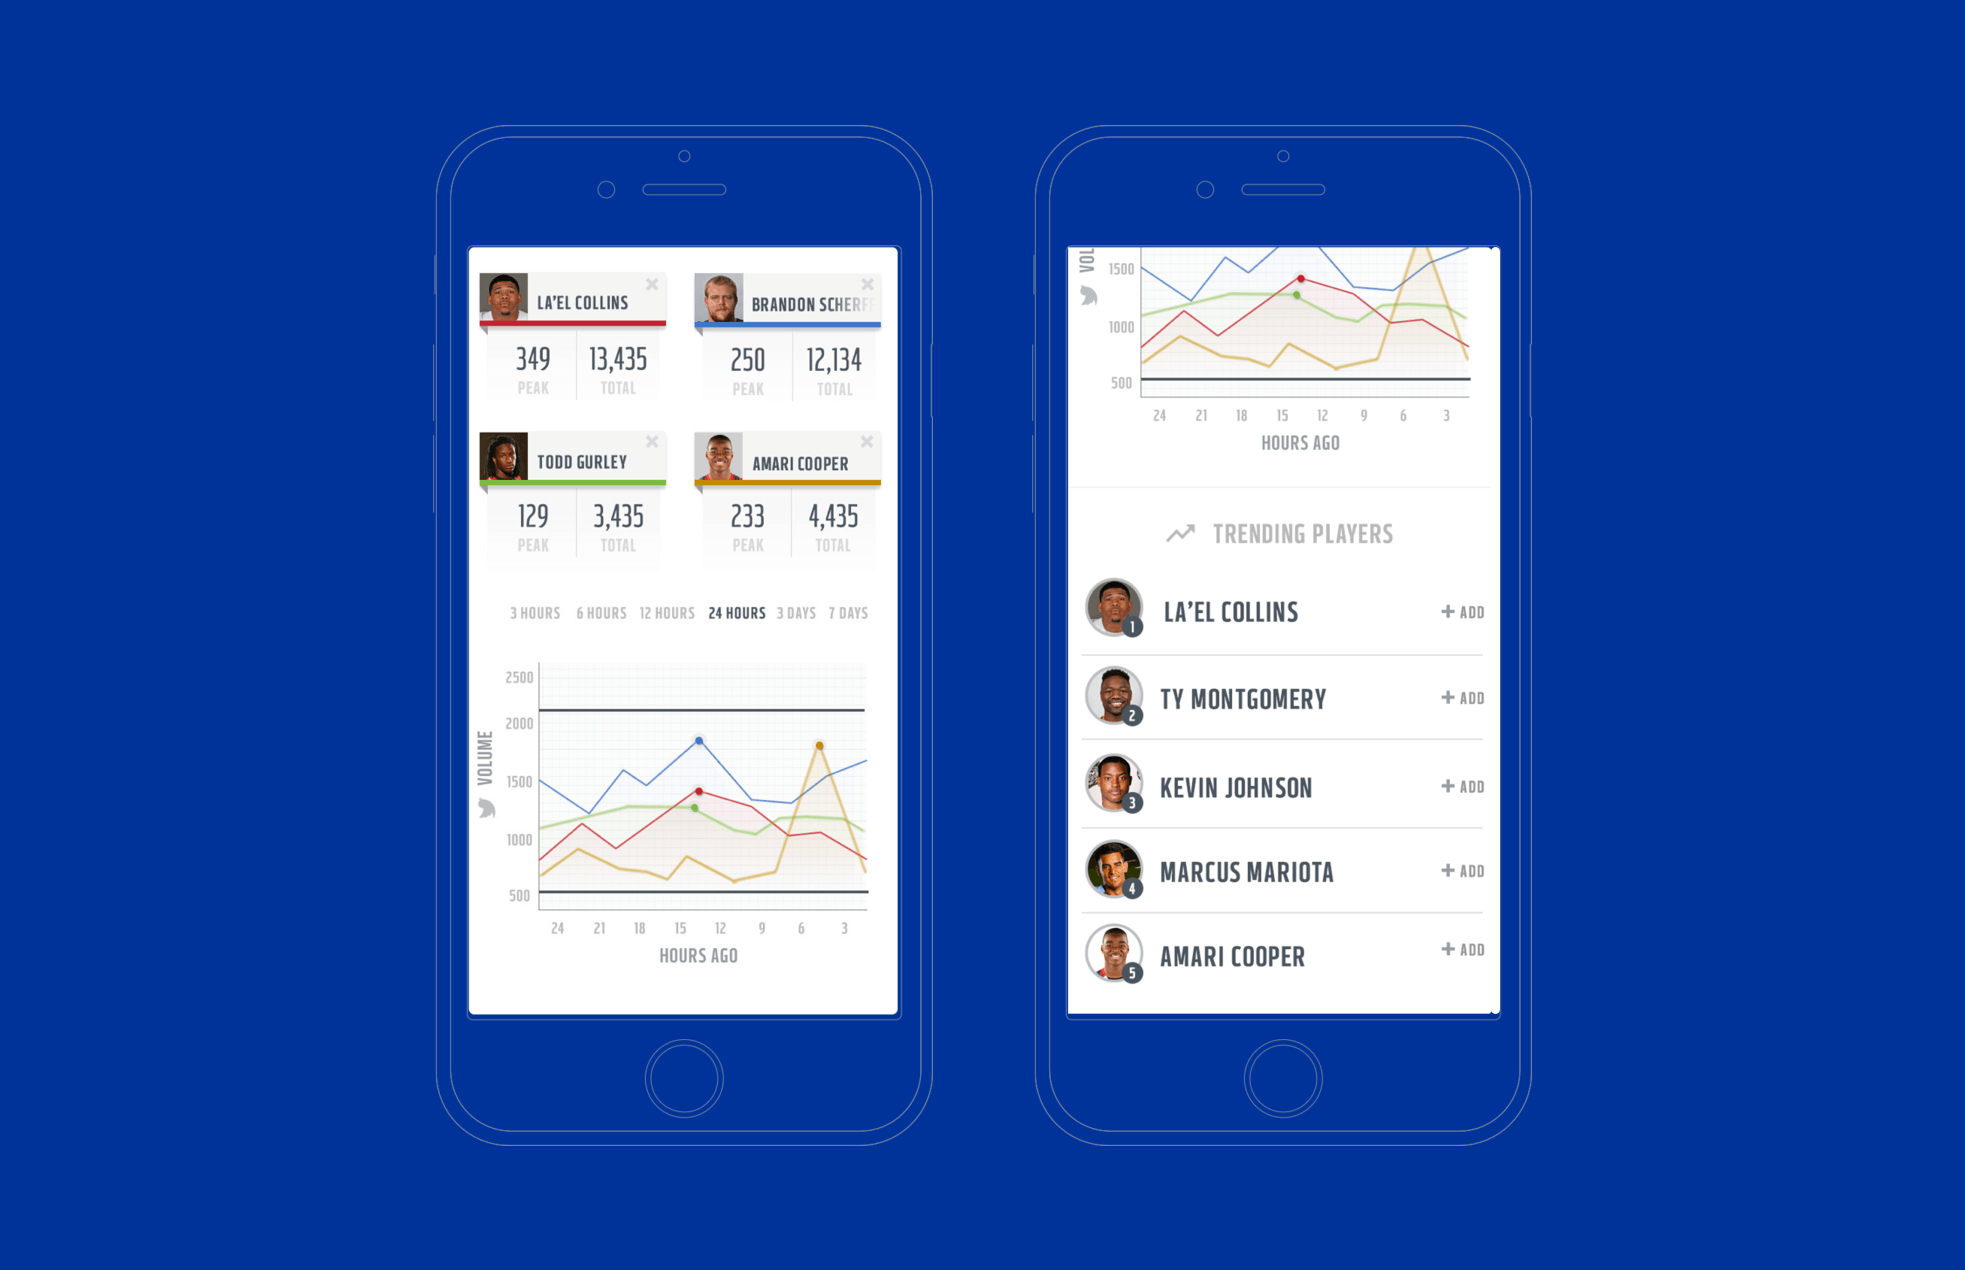 LA'EL COLLINS
349 13,435
PEAK TOTAL
BRANDON SCHERF
250 12,134
PEAK TOTAL
TODD GURLEY
129 3,435
PEAK TOTAL
AMARI COOPER
233 4,435
PEAK TOTAL
3 HOURS 6 HOURS 12 HOURS 24 HOURS 3 DAYS 7 DAYS
VOLUME
2500
2000
1500
1000
500
24 21 18 15 12 9 6 3
HOURS AGO
VOL
1500
1000
500
24 21 18 15 12 9 6 3
HOURS AGO
TRENDING PLAYERS
1 LA'EL COLLINS + ADD
2 TY MONTGOMERY + ADD
3 KEVIN JOHNSON + ADD
4 MARCUS MARIOTA + ADD
5 AMARI COOPER + ADD